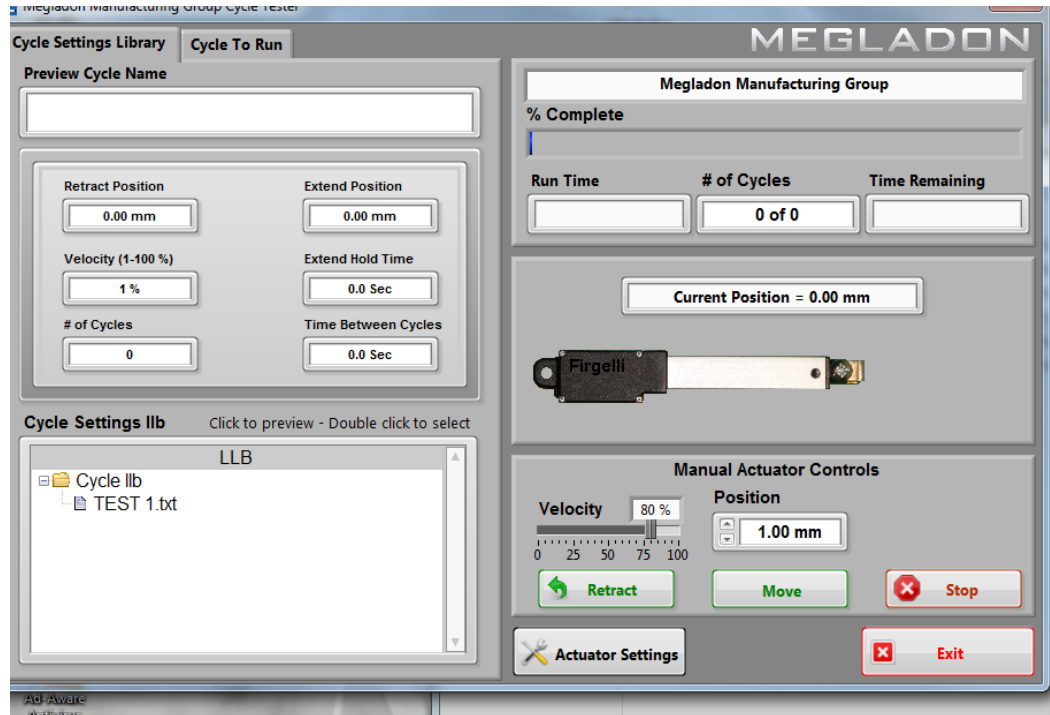 Megladon Manufacturing Group Cycle Tester
Cycle Settings Library
Cycle To Run
MEGLADON
Preview Cycle Name
Megladon Manufacturing Group
% Complete
Run Time
# of Cycles
Time Remaining
0 of 0
Retract Position
Extend Position
0.00 mm
0.00 mm
Velocity (1-100 %)
Extend Hold Time
1 %
0.0 Sec
# of Cycles
Time Between Cycles
0
0.0 Sec
Current Position = 0.00 mm
Firgelli
Cycle Settings llb
Click to preview - Double click to select
LLB
Cycle llb
TEST 1.txt
Manual Actuator Controls
Velocity
80 %
Position
1.00 mm
0 25 50 75 100
Retract
Move
Stop
Actuator Settings
Exit
Ad-Aware
Antivirus